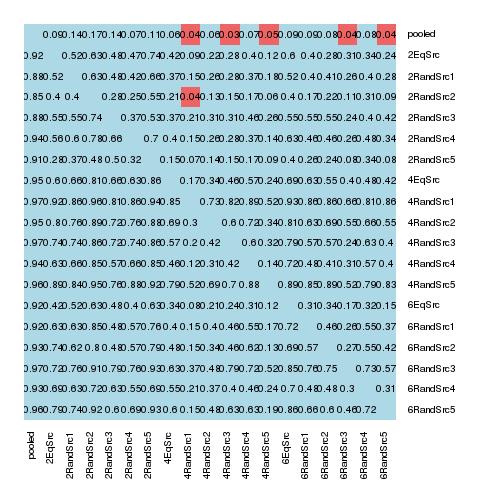 0.09 0.14 0.17 0.14 0.07 0.11 0.06 0.04 0.06 0.03 0.07 0.05 0.09 0.09 0.08 0.04 0.08 0.04 pooled
0.92 0.52 0.63 0.48 0.47 0.74 0.42 0.09 0.22 0.28 0.4 0.12 0.6 0.4 0.28 0.31 0.34 0.24 2EqSrc
0.88 0.52 0.63 0.48 0.42 0.66 0.37 0.15 0.26 0.28 0.37 0.18 0.52 0.4 0.41 0.26 0.4 0.28 2RandSrc1
0.85 0.4 0.4 0.28 0.25 0.55 0.21 0.04 0.13 0.15 0.17 0.06 0.4 0.17 0.22 0.11 0.31 0.09 2RandSrc2
0.88 0.55 0.55 0.74 0.37 0.53 0.37 0.21 0.31 0.31 0.46 0.26 0.55 0.55 0.55 0.24 0.4 0.42 2RandSrc3
0.94 0.56 0.6 0.78 0.66 0.7 0.4 0.15 0.26 0.28 0.37 0.14 0.63 0.46 0.46 0.26 0.48 0.34 2RandSrc4
0.91 0.28 0.37 0.48 0.5 0.32 0.15 0.07 0.14 0.15 0.17 0.09 0.4 0.26 0.24 0.08 0.34 0.08 2RandSrc5
0.95 0.6 0.66 0.81 0.66 0.63 0.86 0.17 0.34 0.46 0.57 0.24 0.69 0.63 0.55 0.4 0.48 0.42 4EqSrc
0.97 0.92 0.86 0.96 0.81 0.86 0.94 0.85 0.73 0.82 0.89 0.52 0.93 0.86 0.86 0.66 0.81 0.86 4RandSrc1
0.95 0.8 0.76 0.89 0.72 0.76 0.88 0.69 0.3 0.6 0.72 0.34 0.81 0.63 0.69 0.55 0.66 0.55 4RandSrc2
0.97 0.74 0.74 0.86 0.72 0.74 0.86 0.57 0.2 0.42 0.6 0.32 0.79 0.57 0.57 0.24 0.63 0.4 4RandSrc3
0.94 0.63 0.66 0.85 0.57 0.66 0.85 0.46 0.12 0.31 0.42 0.14 0.72 0.48 0.41 0.31 0.57 0.4 4RandSrc4
0.96 0.89 0.84 0.95 0.76 0.88 0.92 0.79 0.52 0.69 0.7 0.88 0.89 0.85 0.89 0.52 0.79 0.83 4RandSrc5
0.92 0.42 0.52 0.63 0.48 0.4 0.63 0.34 0.08 0.21 0.24 0.31 0.12 0.31 0.34 0.17 0.32 0.15 6EqSrc
0.92 0.63 0.63 0.85 0.48 0.57 0.76 0.4 0.15 0.4 0.46 0.55 0.17 0.72 0.46 0.26 0.55 0.37 6RandSrc1
0.93 0.74 0.62 0.8 0.48 0.57 0.79 0.48 0.15 0.34 0.46 0.62 0.13 0.69 0.57 0.27 0.55 0.42 6RandSrc2
0.97 0.72 0.76 0.91 0.79 0.76 0.93 0.63 0.37 0.48 0.79 0.72 0.52 0.85 0.76 0.75 0.73 0.57 6RandSrc3
0.93 0.69 0.63 0.72 0.63 0.55 0.69 0.55 0.21 0.37 0.4 0.46 0.24 0.7 0.48 0.48 0.3 0.31 6RandSrc4
0.96 0.79 0.74 0.92 0.6 0.69 0.93 0.6 0.15 0.48 0.63 0.63 0.19 0.86 0.66 0.6 0.46 0.72 6RandSrc5
pooled 2EqSrc 2RandSrc1 2RandSrc2 2RandSrc3 2RandSrc4 2RandSrc5 4EqSrc 4RandSrc1 4RandSrc2 4RandSrc3 4RandSrc4 4RandSrc5 6EqSrc 6RandSrc1 6RandSrc2 6RandSrc3 6RandSrc4 6RandSrc5